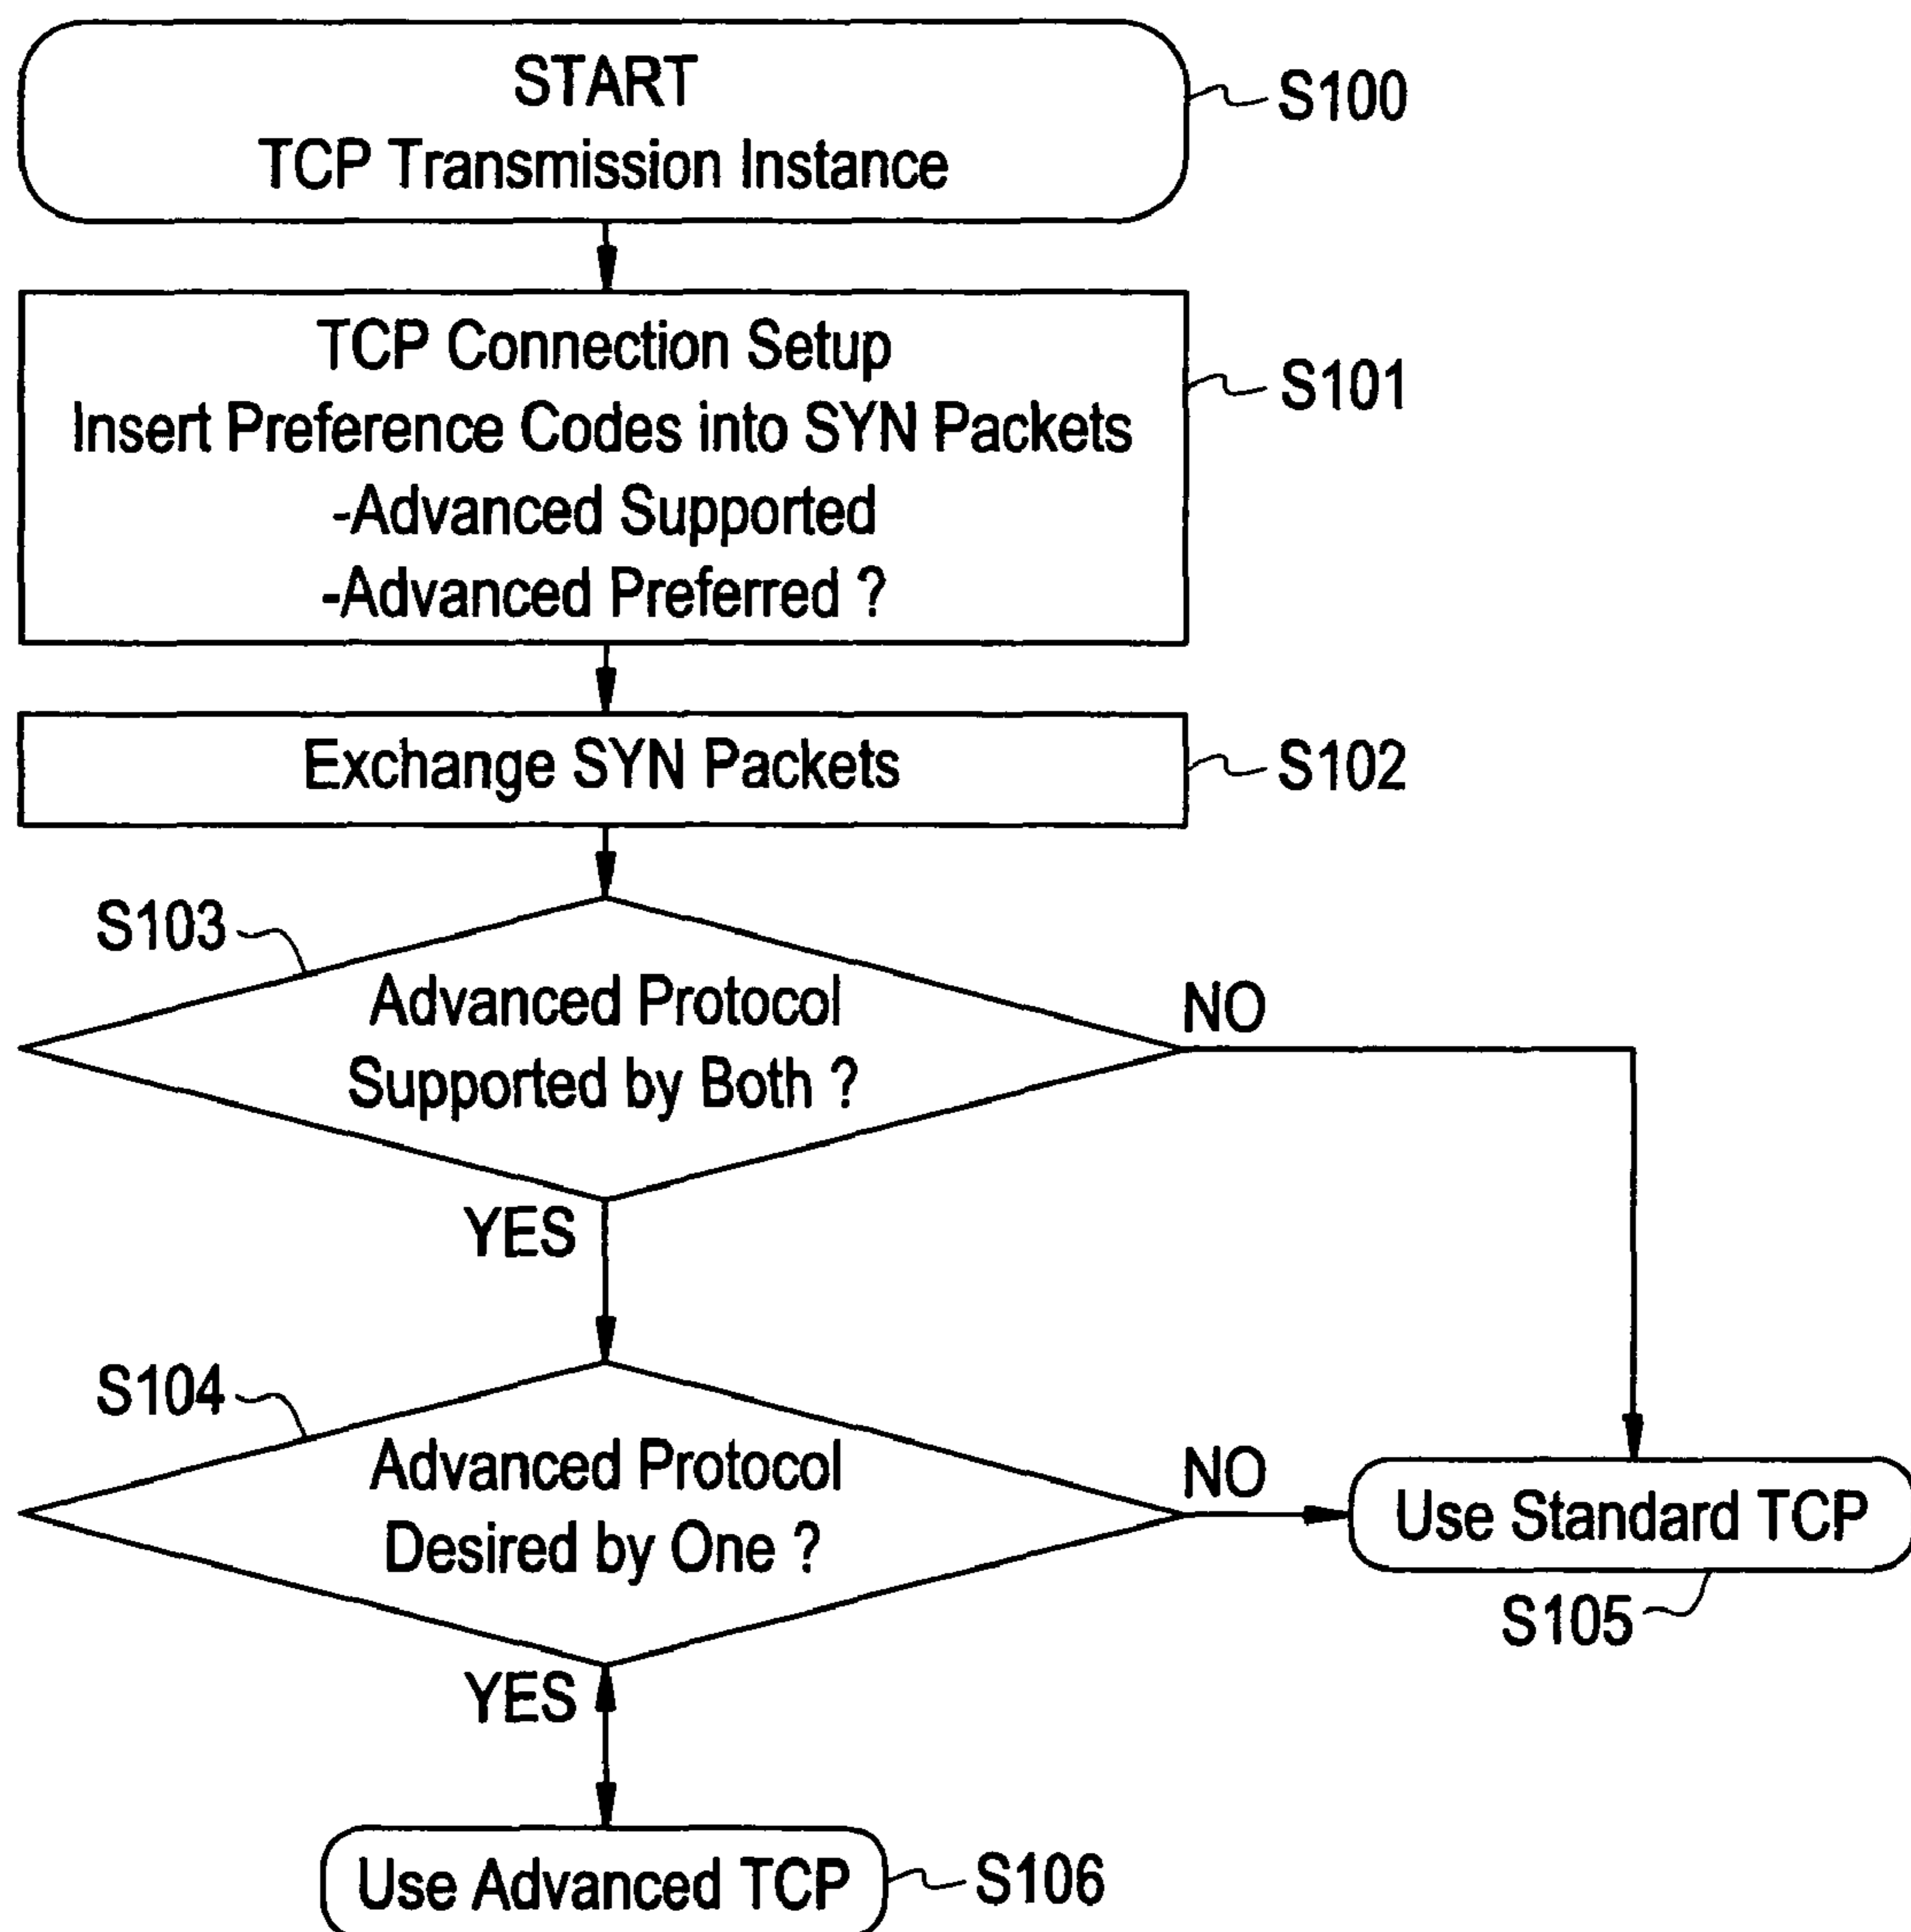 START
TCP Transmission Instance
S100
TCP Connection Setup
Insert Preference Codes into SYN Packets
-Advanced Supported
-Advanced Preferred ?
S101
Exchange SYN Packets
S102
S103
Advanced Protocol
Supported by Both ?
NO
YES
S104
Advanced Protocol
Desired by One ?
NO
Use Standard TCP
S105
YES
Use Advanced TCP
S106